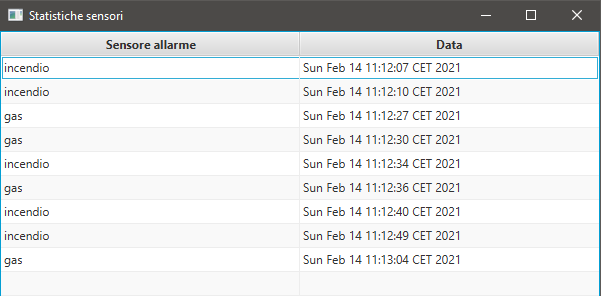 Statistiche sensori
Sensore allarme Data
incendio Sun Feb 14 11:12:07 CET 2021
incendio Sun Feb 14 11:12:10 CET 2021
gas Sun Feb 14 11:12:27 CET 2021
gas Sun Feb 14 11:12:30 CET 2021
incendio Sun Feb 14 11:12:34 CET 2021
gas Sun Feb 14 11:12:36 CET 2021
incendio Sun Feb 14 11:12:40 CET 2021
incendio Sun Feb 14 11:12:49 CET 2021
gas Sun Feb 14 11:13:04 CET 2021